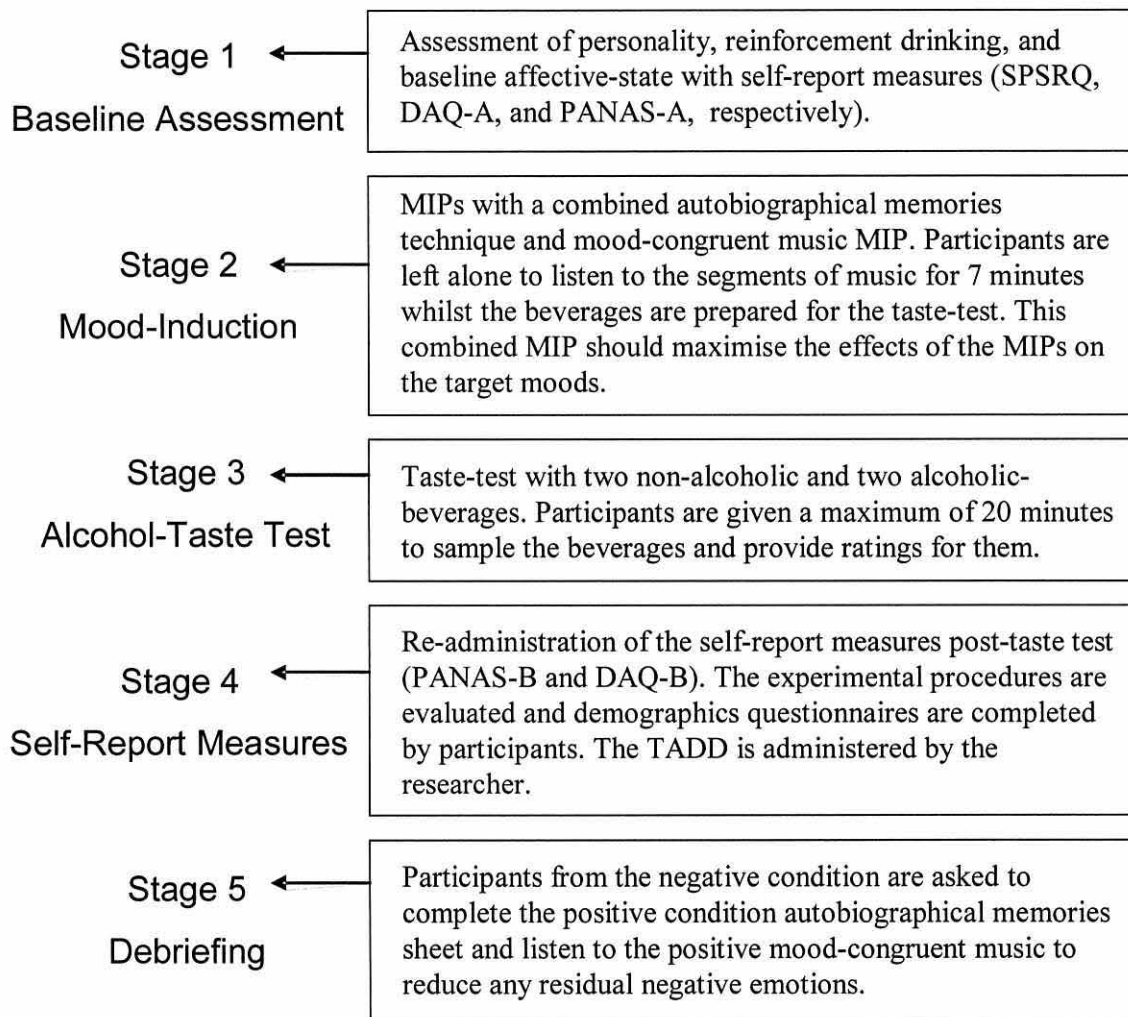 Stage 1
Baseline Assessment
Assessment of personality, reinforcement drinking, and
baseline affective-state with self-report measures (SPSRQ,
DAQ-A, and PANAS-A, respectively).
Stage 2
Mood-Induction
MIPs with a combined autobiographical memories
technique and mood-congruent music MIP. Participants are
left alone to listen to the segments of music for 7 minutes
whilst the beverages are prepared for the taste-test. This
combined MIP should maximise the effects of the MIPs on
the target moods.
Stage 3
Alcohol-Taste Test
Taste-test with two non-alcoholic and two alcoholic-
beverages. Participants are given a maximum of 20 minutes
to sample the beverages and provide ratings for them.
Stage 4
Self-Report Measures
Re-administration of the self-report measures post-taste test
(PANAS-B and DAQ-B). The experimental procedures are
evaluated and demographics questionnaires are completed
by participants. The TADD is administered by the
researcher.
Stage 5
Debriefing
Participants from the negative condition are asked to
complete the positive condition autobiographical memories
sheet and listen to the positive mood-congruent music to
reduce any residual negative emotions.